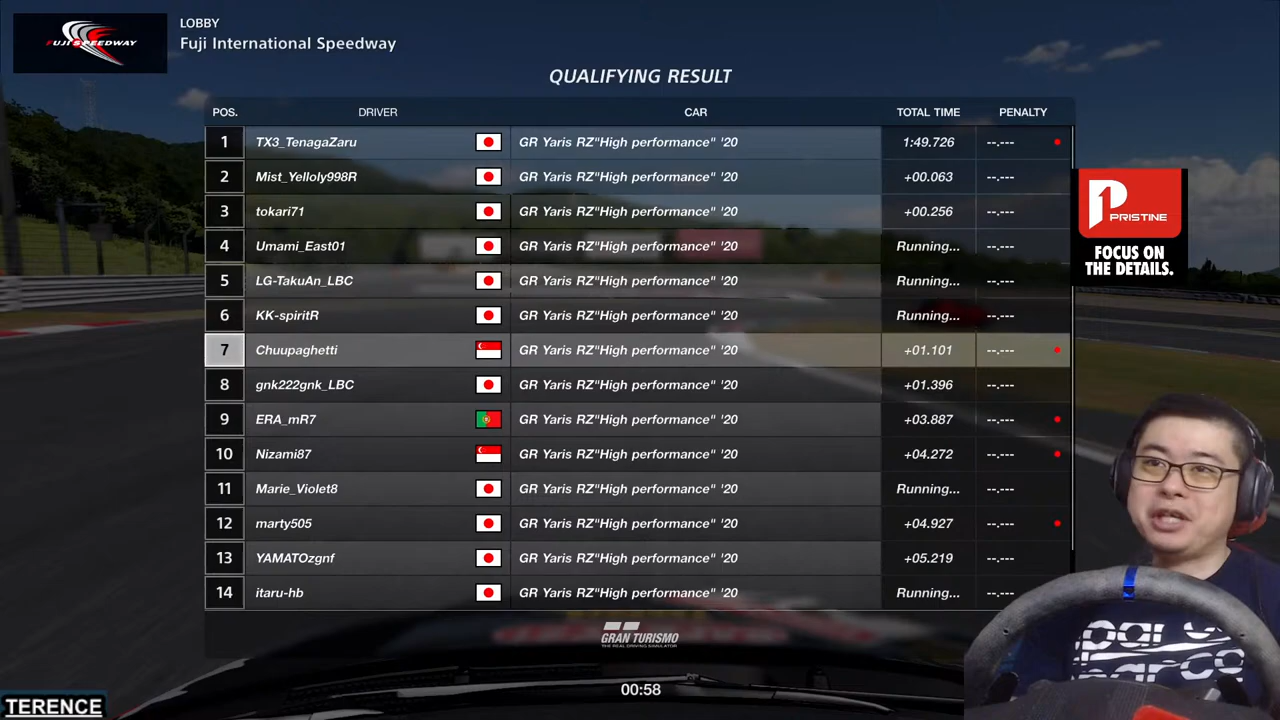 FUJI SPEEDWAY
LOBBY
Fuji International Speedway
QUALIFYING RESULT
POS. DRIVER CAR TOTAL TIME PENALTY
1 TX3_TenagaZaru GR Yaris RZ"High performance" '20 1:49.726 --.---
2 Mist_Yelloly998R GR Yaris RZ"High performance" '20 +00.063 --.---
3 tokari71 GR Yaris RZ"High performance" '20 +00.256 --.---
4 Umami_East01 GR Yaris RZ"High performance" '20 Running... --.---
5 LG-TakuAn_LBC GR Yaris RZ"High performance" '20 Running... --.---
6 KK-spiritR GR Yaris RZ"High performance" '20 Running... --.---
7 Chuupaghetti GR Yaris RZ"High performance" '20 +01.101 --.---
8 gnk222gnk_LBC GR Yaris RZ"High performance" '20 +01.396 --.---
9 ERA_mR7 GR Yaris RZ"High performance" '20 +03.887 --.---
10 Nizami87 GR Yaris RZ"High performance" '20 +04.272 --.---
11 Marie_Violet8 GR Yaris RZ"High performance" '20 Running... --.---
12 marty505 GR Yaris RZ"High performance" '20 +04.927 --.---
13 YAMATOzgnf GR Yaris RZ"High performance" '20 +05.219 --.---
14 itaru-hb GR Yaris RZ"High performance" '20 Running... --.---
P1 PRISTINE
FOCUS ON
THE DETAILS.
GRAN TURISMO
THE REAL DRIVING SIMULATOR
00:58
TERENCE